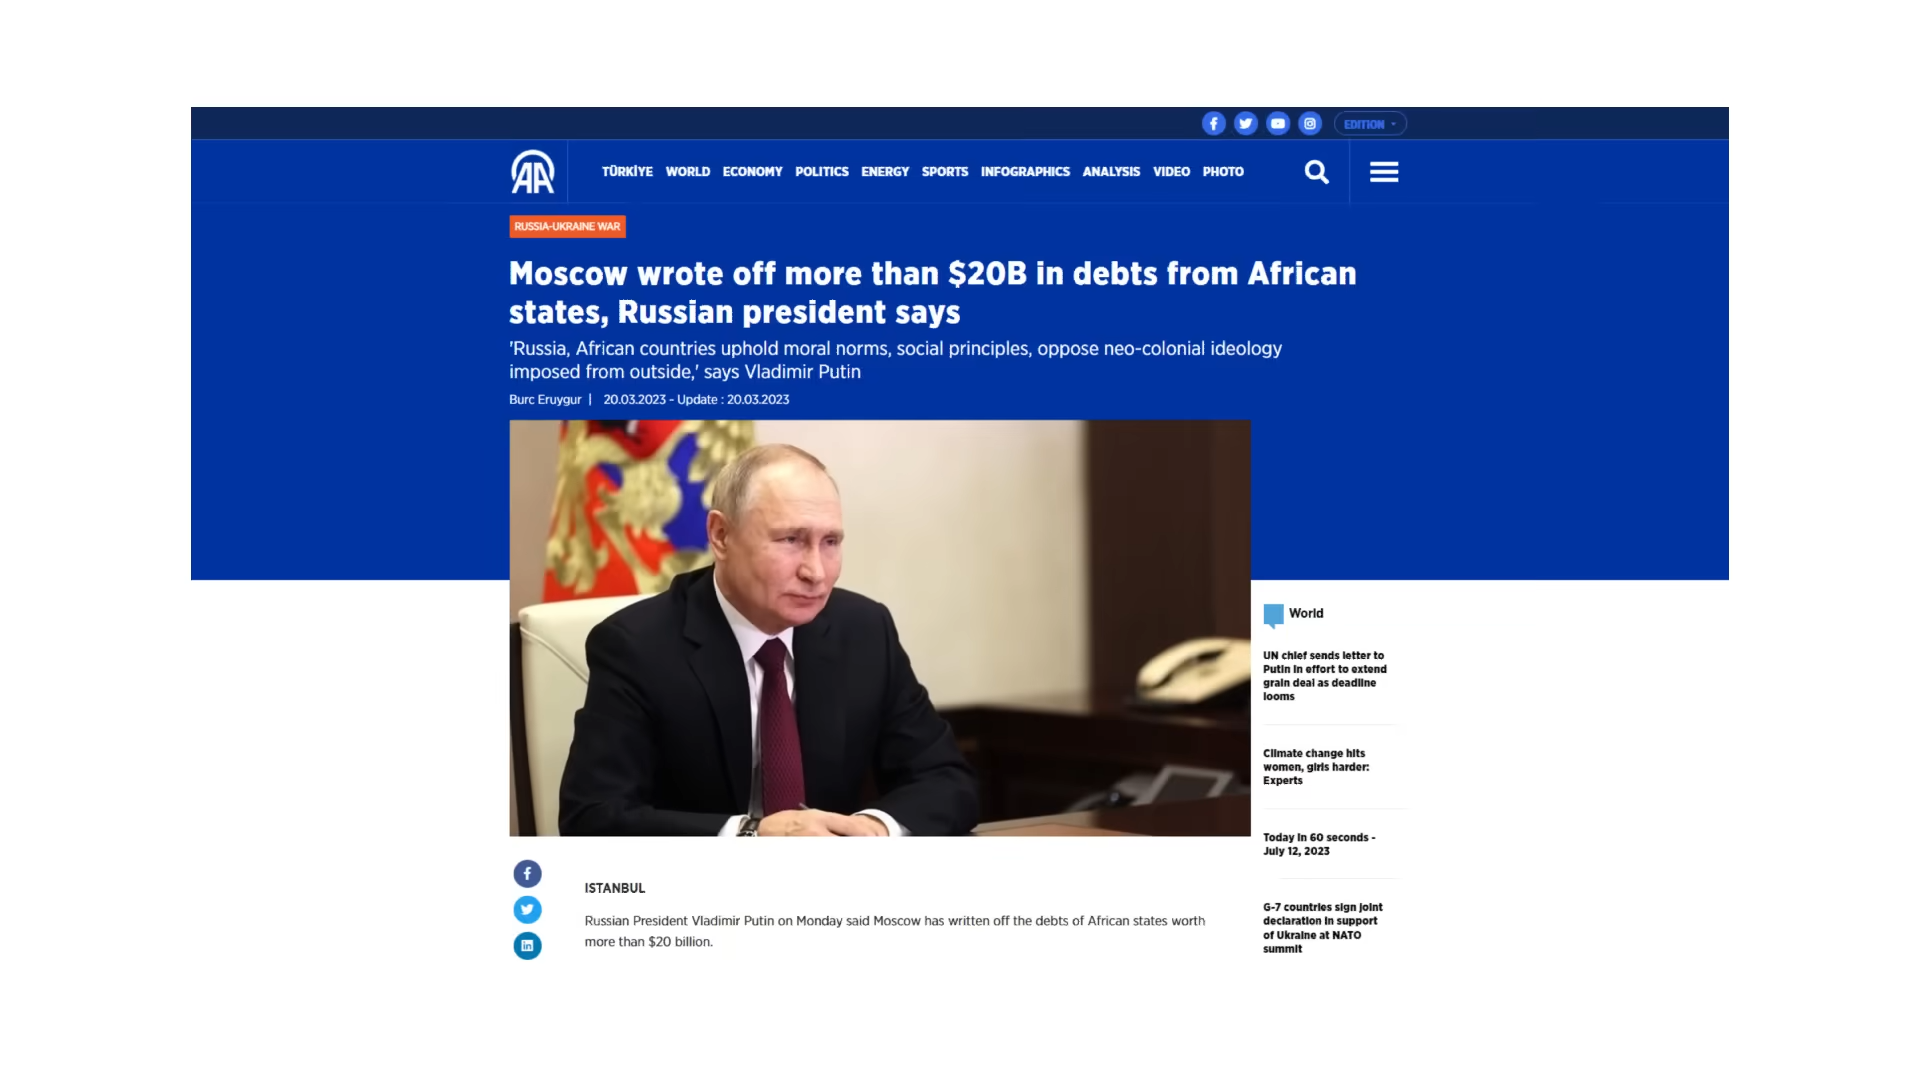 EDITION
AA
TÜRKİYE WORLD ECONOMY POLITICS ENERGY SPORTS INFOGRAPHICS ANALYSIS VIDEO PHOTO
RUSSIA-UKRAINE WAR
Moscow wrote off more than $20B in debts from African
states, Russian president says
'Russia, African countries uphold moral norms, social principles, oppose neo-colonial ideology
imposed from outside,' says Vladimir Putin
Burc Eruygur | 20.03.2023 - Update : 20.03.2023
ISTANBUL
Russian President Vladimir Putin on Monday said Moscow has written off the debts of African states worth
more than $20 billion.
World
UN chief sends letter to
Putin in effort to extend
grain deal as deadline
looms
Climate change hits
women, girls harder:
Experts
Today in 60 seconds -
July 12, 2023
G-7 countries sign joint
declaration in support
of Ukraine at NATO
summit